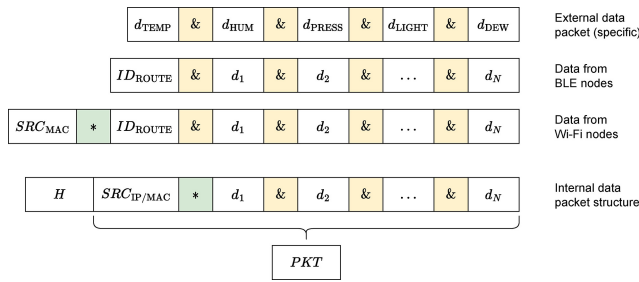 d_TEMP & d_HUM & d_PRESS & d_LIGHT & d_DEW
External data
packet (specific)
ID_ROUTE & d_1 & d_2 & ... & d_N
Data from
BLE nodes
SRC_MAC * ID_ROUTE & d_1 & d_2 & ... & d_N
Data from
Wi-Fi nodes
H SRC_IP/MAC * d_1 & d_2 & ... & d_N
Internal data
packet structure
PKT